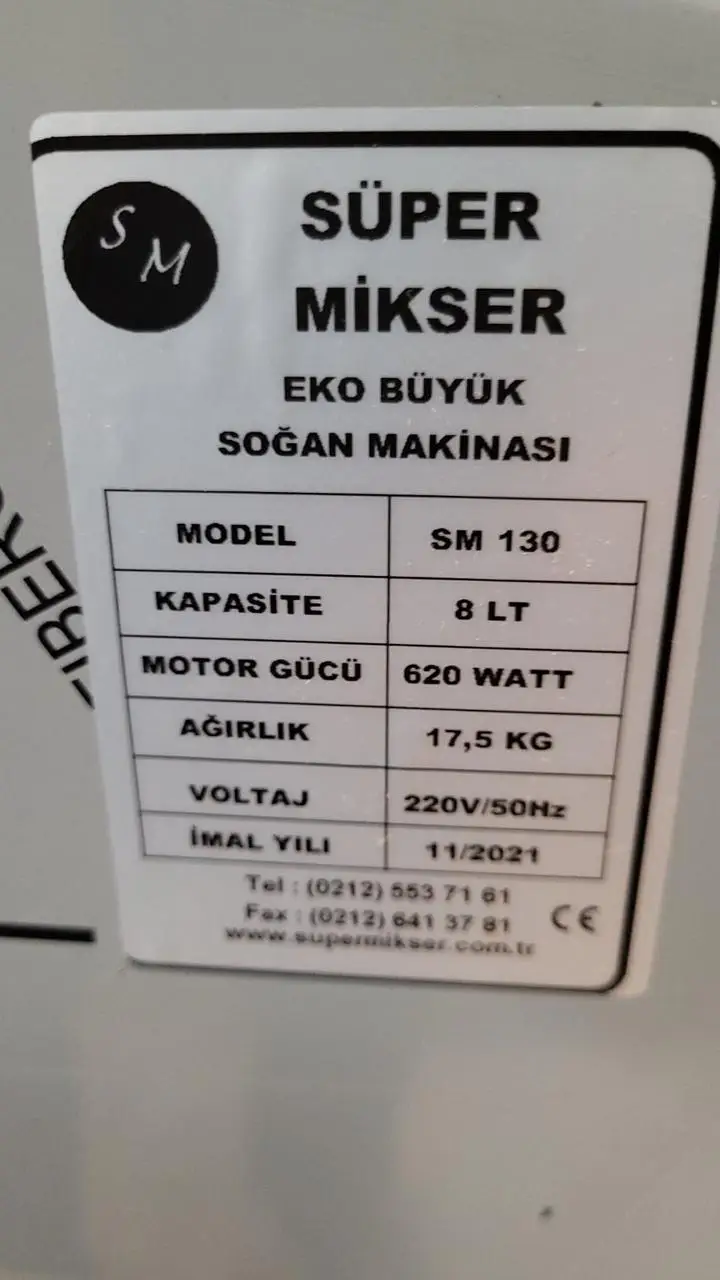 SM
SÜPER
MİKSER
EKO BÜYÜK
SOĞAN MAKİNASI
MODEL SM 130
KAPASİTE 8 LT
MOTOR GÜCÜ 620 WATT
AĞIRLIK 17,5 KG
VOLTAJ 220V/50Hz
İMAL YILI 11/2021
Tel : (0212) 553 71 61
Fax : (0212) 641 37 81
CE
www.supermikser.com.tr